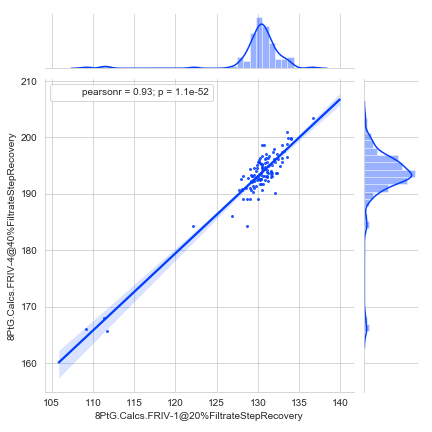 pearsonr = 0.93; p = 1.1e-52
8PtG.Calcs.FRIV-4@40%FiltrateStepRecovery
210
200
190
180
170
160
105 110 115 120 125 130 135 140
8PtG.Calcs.FRIV-1@20%FiltrateStepRecovery